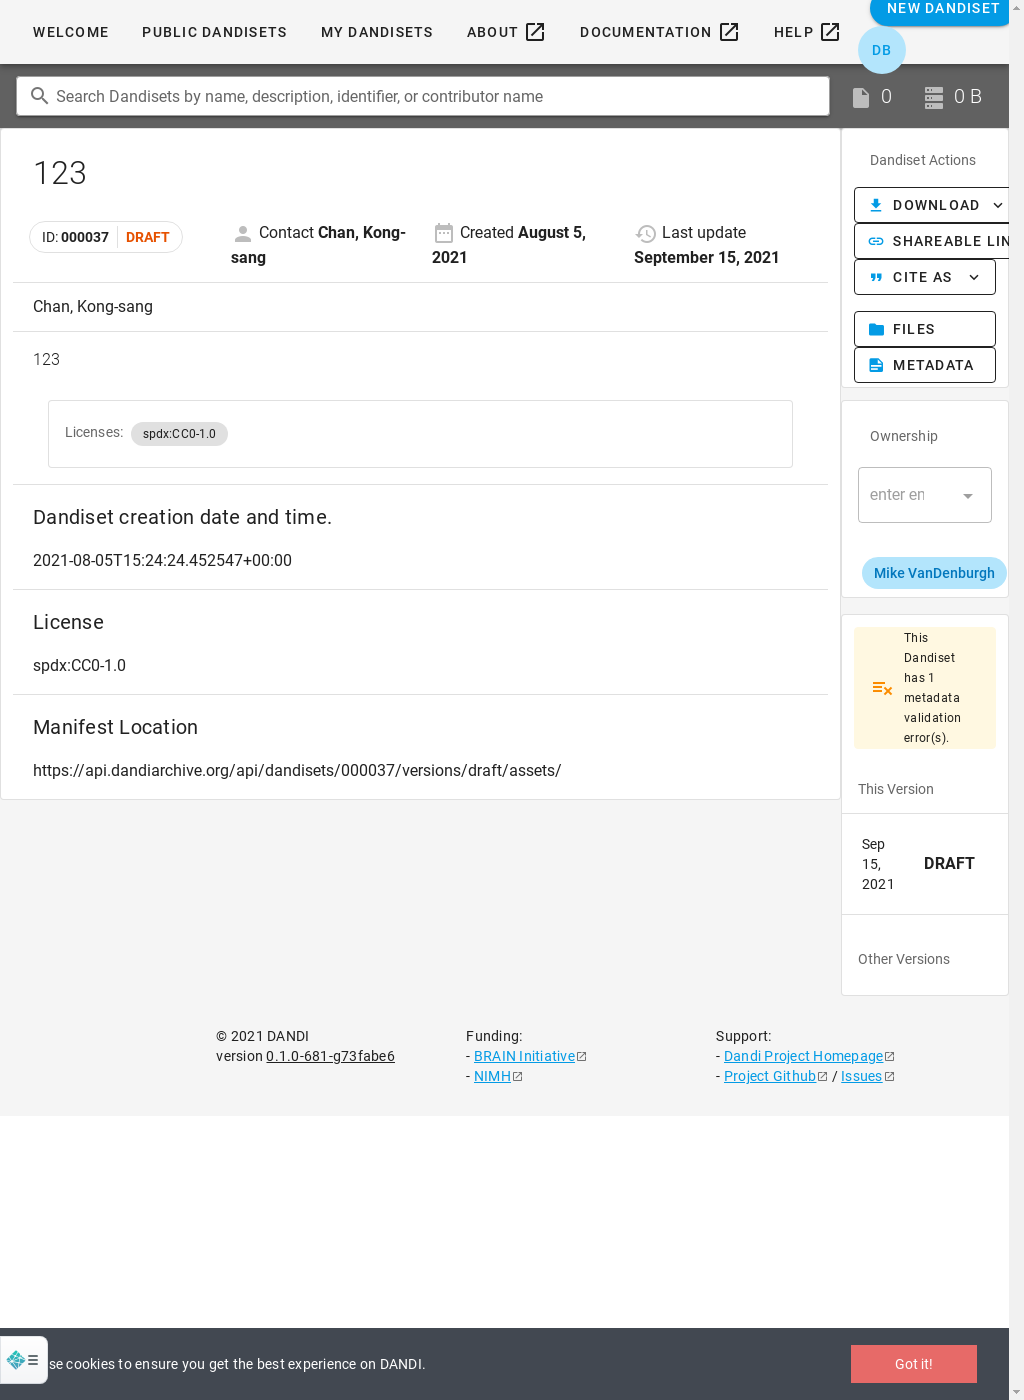 NEW DANDISET
WELCOME PUBLIC DANDISETS MY DANDISETS ABOUT DOCUMENTATION HELP
DB
Search Dandisets by name, description, identifier, or contributor name 0 0 B
123
ID: 000037 DRAFT
Contact Chan, Kong-
sang
Created August 5,
2021
Last update
September 15, 2021
Chan, Kong-sang
123
Licenses: spdx:CC0-1.0
Dandiset creation date and time.
2021-08-05T15:24:24.452547+00:00
License
spdx:CC0-1.0
Manifest Location
https://api.dandiarchive.org/api/dandisets/000037/versions/draft/assets/
Dandiset Actions
DOWNLOAD
SHAREABLE LIN
CITE AS
FILES
METADATA
Ownership
enter en
Mike VanDenburgh
This
Dandiset
has 1
metadata
validation
error(s).
This Version
Sep
15,
2021
DRAFT
Other Versions
© 2021 DANDI
version 0.1.0-681-g73fabe6
Funding:
- BRAIN Initiative
- NIMH
Support:
- Dandi Project Homepage
- Project Github / Issues
se cookies to ensure you get the best experience on DANDI.
Got it!